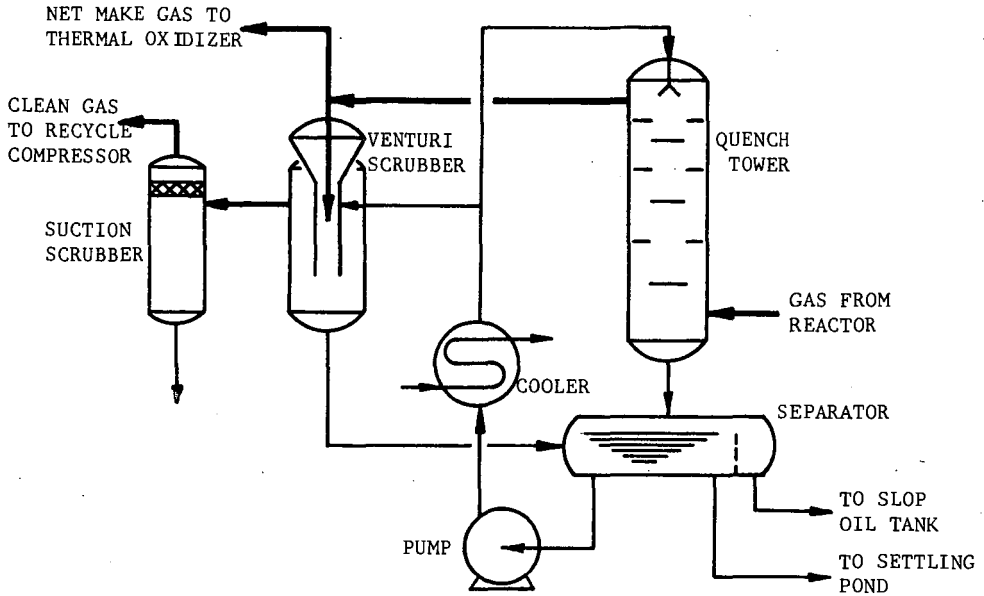 NET MAKE GAS TO
THERMAL OXIDIZER
CLEAN GAS
TO RECYCLE
COMPRESSOR
VENTURI
SCRUBBER
QUENCH
TOWER
SUCTION
SCRUBBER
GAS FROM
REACTOR
COOLER
SEPARATOR
TO SLOP
OIL TANK
PUMP
TO SETTLING
POND